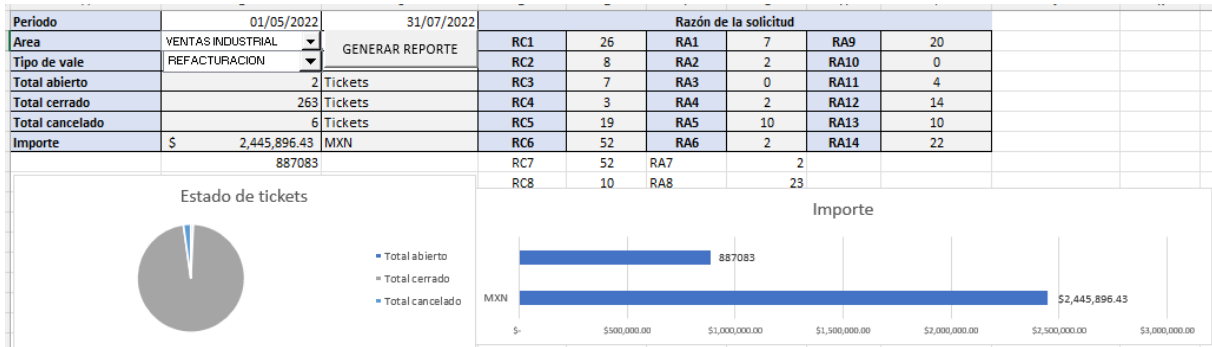 Periodo 01/05/2022 31/07/2022 Razón de la solicitud
Area VENTAS INDUSTRIAL GENERAR REPORTE RC1 26 RA1 7 RA9 20
Tipo de vale REFACTURACION RC2 8 RA2 2 RA10 0
Total abierto 2 Tickets RC3 7 RA3 0 RA11 4
Total cerrado 263 Tickets RC4 3 RA4 2 RA12 14
Total cancelado 6 Tickets RC5 19 RA5 10 RA13 10
Importe $ 2,445,896.43 MXN RC6 52 RA6 2 RA14 22
887083 RC7 52 RA7 2
RC8 10 RA8 23
Estado de tickets
Total abierto
Total cerrado
Total cancelado
Importe
887083
MXN $2,445,896.43
$- $500,000.00 $1,000,000.00 $1,500,000.00 $2,000,000.00 $2,500,000.00 $3,000,000.00